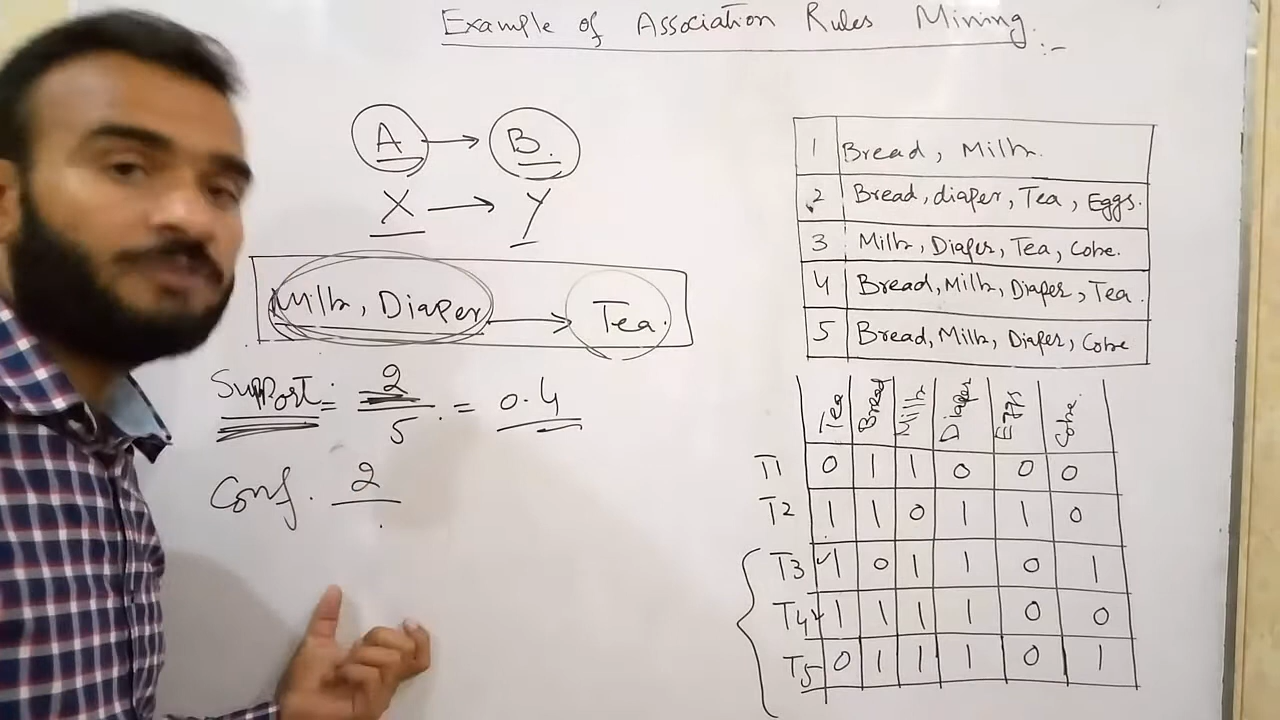 Example of Association Rules Mining :-
A → B.
X → Y
Milk, Diaper → Tea.
Support = 2/5 = 0.4
Conf. 2
1 Bread, Milk.
2 Bread, diaper, Tea, Eggs.
3 Milk, Diaper, Tea, Coke.
4 Bread, Milk, Diaper, Tea.
5 Bread, Milk, Diaper, Coke
Tea Bread Milk Diaper Eggs Coke.
T1 0 1 1 0 0 0
T2 1 1 0 1 1 0
T3 1 0 1 1 0 1
T4 1 1 1 1 0 0
T5 0 1 1 1 0 1